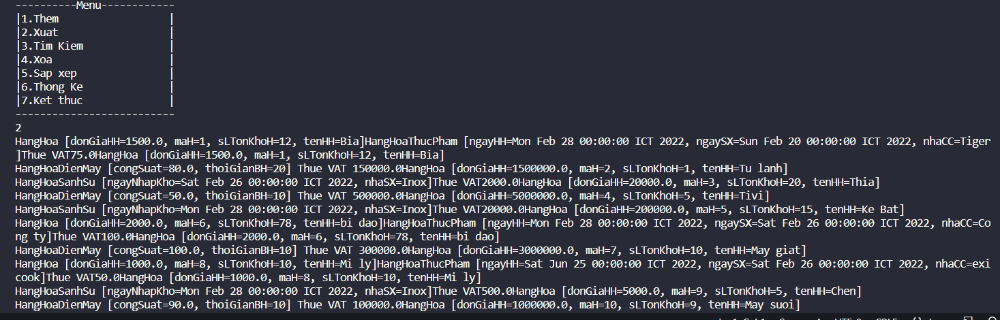 ----------Menu------------
|1.Them                  |
|2.Xuat                  |
|3.Tim Kiem              |
|4.Xoa                   |
|5.Sap xep               |
|6.Thong Ke              |
|7.Ket thuc              |
--------------------------
2
HangHoa [donGiaHH=1500.0, maH=1, sLTonKhoH=12, tenHH=Bia]HangHoaThucPham [ngayHH=Mon Feb 28 00:00:00 ICT 2022, ngaySX=Sun Feb 20 00:00:00 ICT 2022, nhaCC=Tiger
]Thue VAT75.0HangHoa [donGiaHH=1500.0, maH=1, sLTonKhoH=12, tenHH=Bia]
HangHoaDienMay [congSuat=80.0, thoiGianBH=20] Thue VAT 150000.0HangHoa [donGiaHH=1500000.0, maH=2, sLTonKhoH=1, tenHH=Tu lanh]
HangHoaSanhSu [ngayNhapKho=Sat Feb 26 00:00:00 ICT 2022, nhaSX=Inox]Thue VAT2000.0HangHoa [donGiaHH=20000.0, maH=3, sLTonKhoH=20, tenHH=Thia]
HangHoaDienMay [congSuat=50.0, thoiGianBH=10] Thue VAT 500000.0HangHoa [donGiaHH=5000000.0, maH=4, sLTonKhoH=5, tenHH=Tivi]
HangHoaSanhSu [ngayNhapKho=Mon Feb 28 00:00:00 ICT 2022, nhaSX=Inox]Thue VAT20000.0HangHoa [donGiaHH=200000.0, maH=5, sLTonKhoH=15, tenHH=Ke Bat]
HangHoa [donGiaHH=2000.0, maH=6, sLTonKhoH=78, tenHH=bi dao]HangHoaThucPham [ngayHH=Mon Feb 28 00:00:00 ICT 2022, ngaySX=Sat Feb 26 00:00:00 ICT 2022, nhaCC=Co
ng ty]Thue VAT100.0HangHoa [donGiaHH=2000.0, maH=6, sLTonKhoH=78, tenHH=bi dao]
HangHoaDienMay [congSuat=100.0, thoiGianBH=10] Thue VAT 300000.0HangHoa [donGiaHH=3000000.0, maH=7, sLTonKhoH=10, tenHH=May giat]
HangHoa [donGiaHH=1000.0, maH=8, sLTonKhoH=10, tenHH=Mi ly]HangHoaThucPham [ngayHH=Sat Jun 25 00:00:00 ICT 2022, ngaySX=Sat Feb 26 00:00:00 ICT 2022, nhaCC=exi
cook]Thue VAT50.0HangHoa [donGiaHH=1000.0, maH=8, sLTonKhoH=10, tenHH=Mi ly]
HangHoaSanhSu [ngayNhapKho=Mon Feb 28 00:00:00 ICT 2022, nhaSX=Inox]Thue VAT500.0HangHoa [donGiaHH=5000.0, maH=9, sLTonKhoH=5, tenHH=Chen]
HangHoaDienMay [congSuat=90.0, thoiGianBH=10] Thue VAT 100000.0HangHoa [donGiaHH=1000000.0, maH=10, sLTonKhoH=9, tenHH=May suoi]